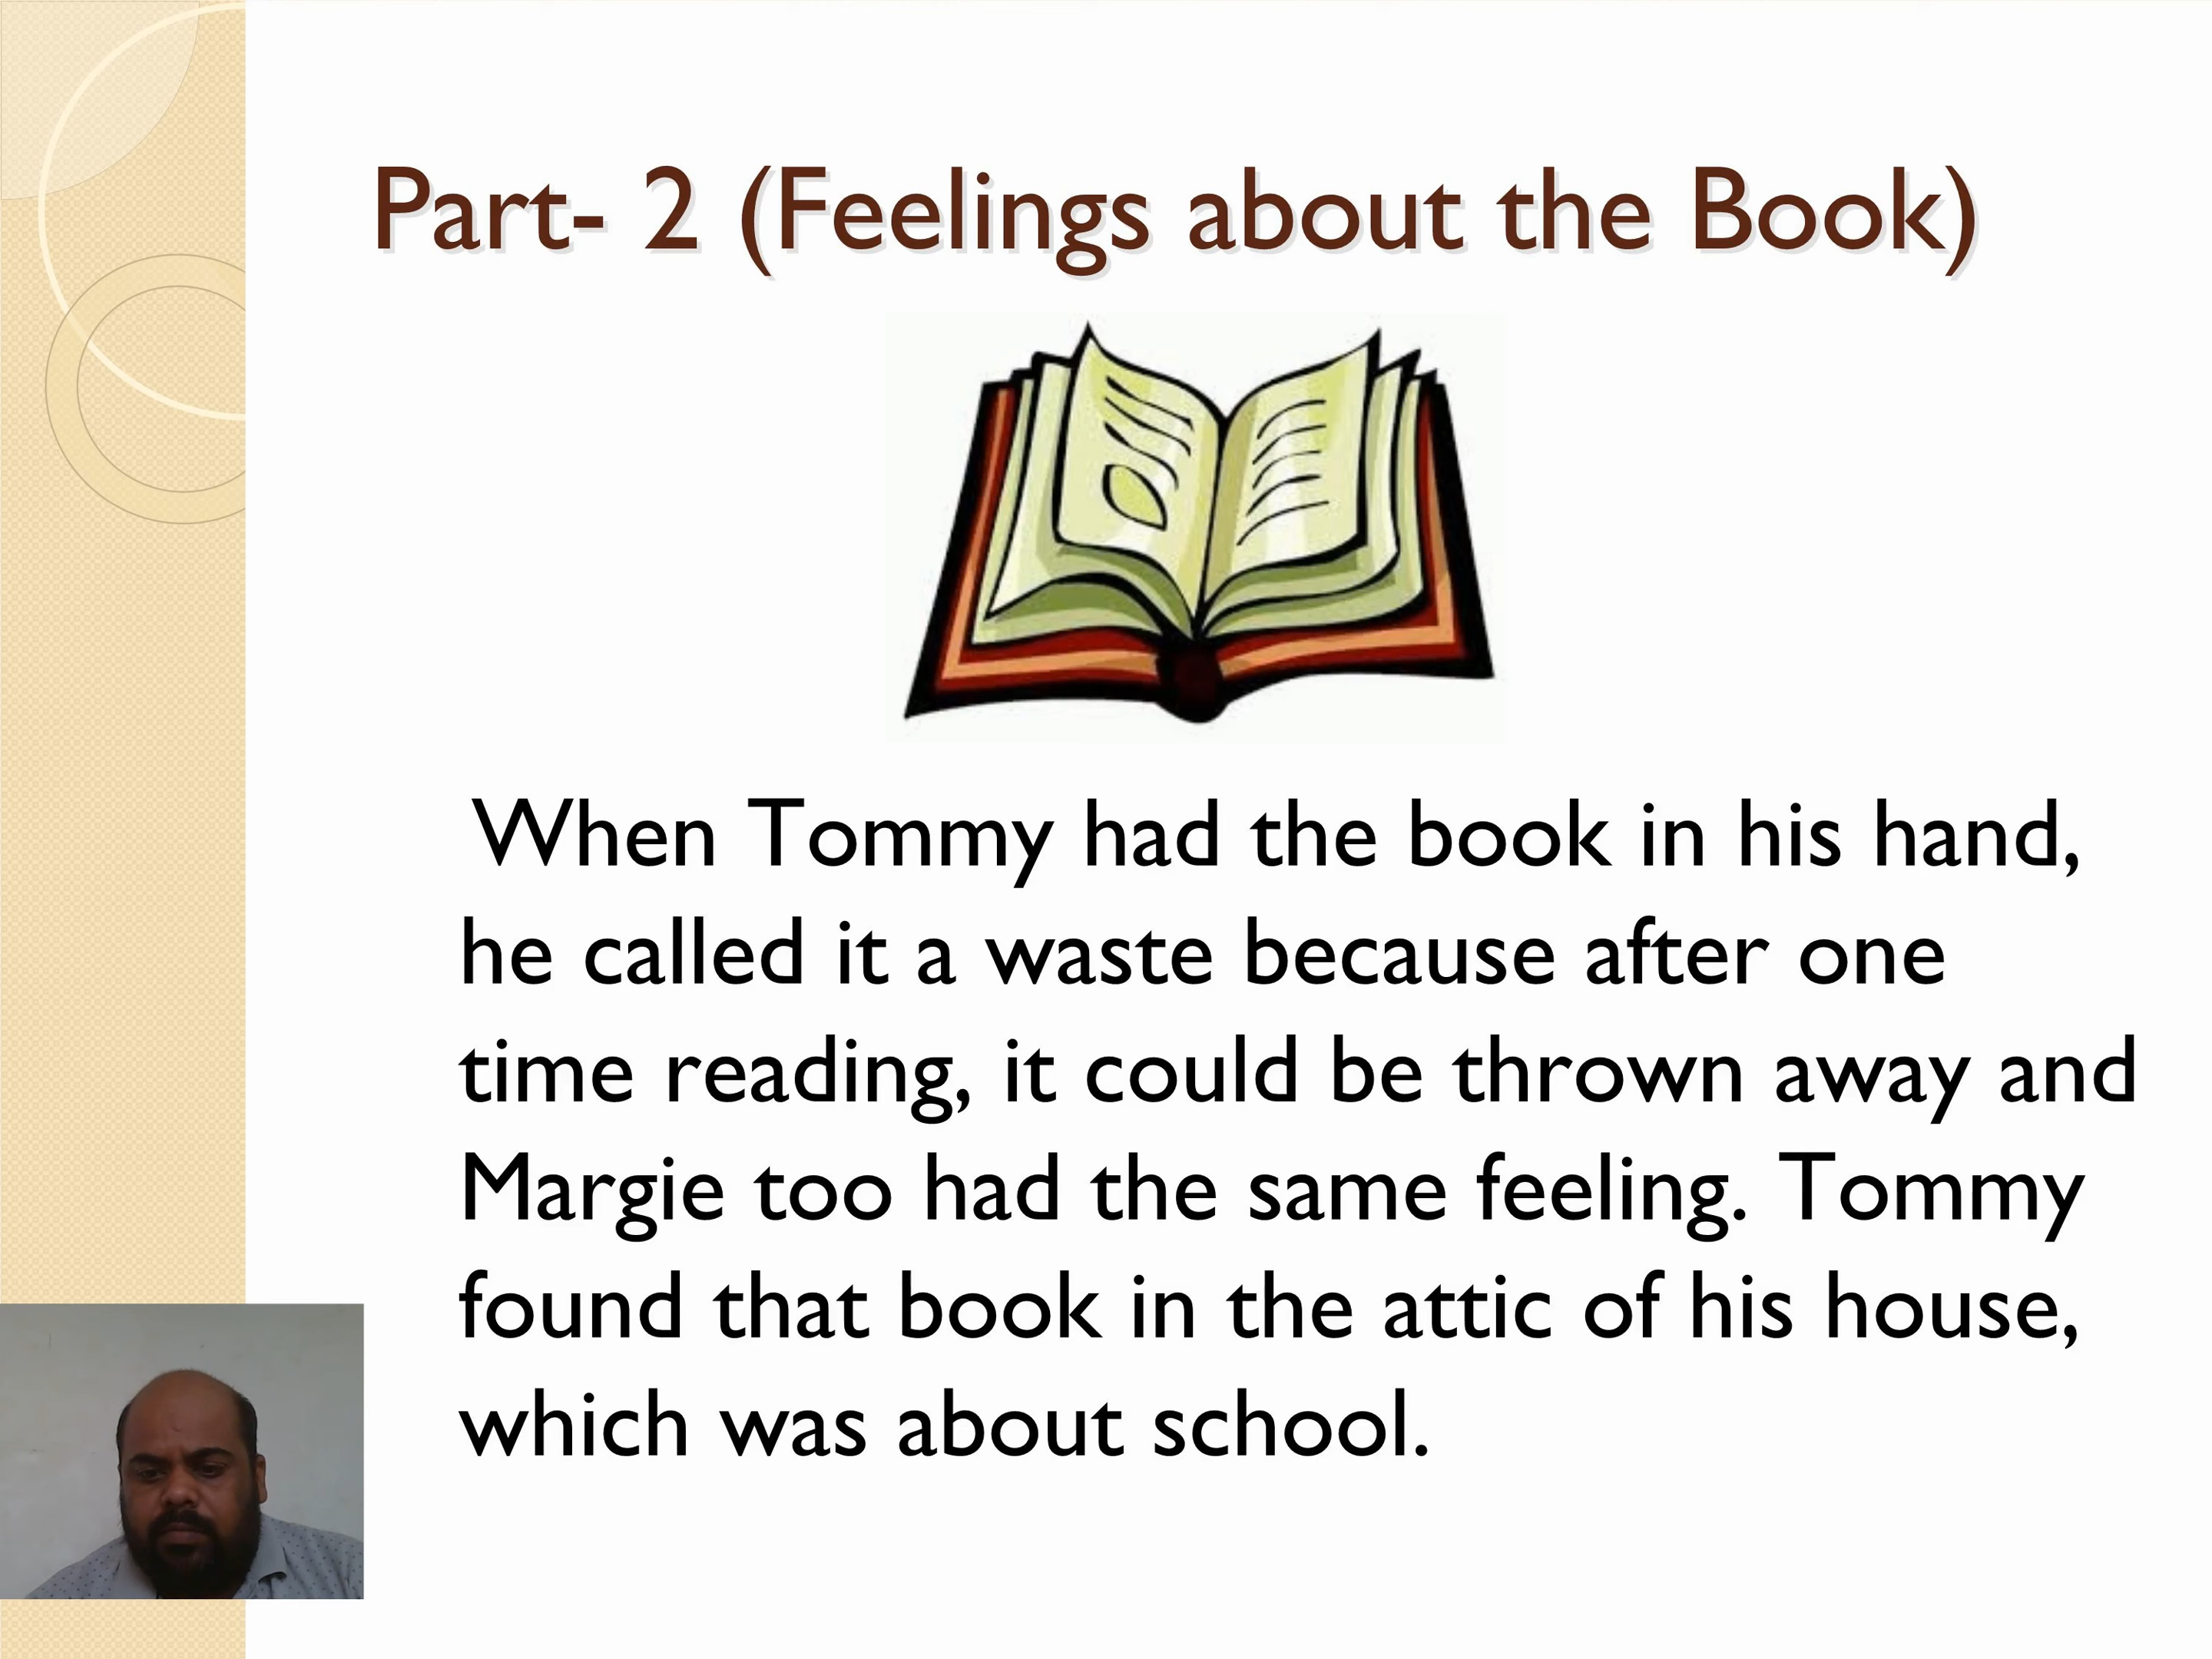 Part- 2 (Feelings about the Book)
When Tommy had the book in his hand,
he called it a waste because after one
time reading, it could be thrown away and
Margie too had the same feeling. Tommy
found that book in the attic of his house,
which was about school.